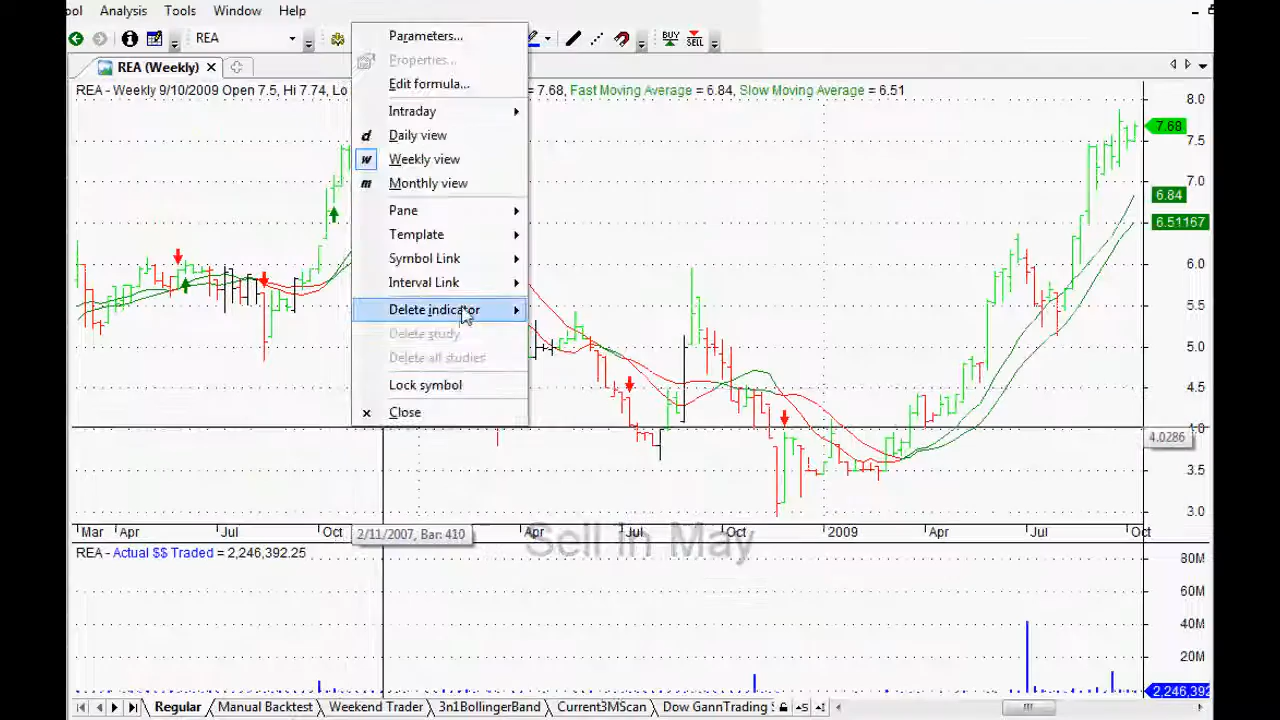 ool Analysis Tools Window Help
REA BUY SELL
REA (Weekly)
REA - Weekly 9/10/2009 Open 7.5, Hi 7.74, Lo = 7.68, Fast Moving Average = 6.84, Slow Moving Average = 6.51
Parameters...
Properties...
Edit formula...
Intraday
d Daily view
w Weekly view
m Monthly view
Pane
Template
Symbol Link
Interval Link
Delete indicator
Delete study
Delete all studies
Lock symbol
Close
8.0
7.68
7.5
7.0
6.84
6.51167
6.0
5.5
5.0
4.5
4.0
4.0286
3.5
3.0
Mar Apr Jul Oct 2/11/2007, Bar: 410 Apr Jul Oct 2009 Apr Jul Oct
Sell in May
REA - Actual $$ Traded = 2,246,392.25
80M
60M
40M
20M
2,246,392
Regular Manual Backtest Weekend Trader 3n1BollingerBand Current3MScan Dow GannTrading